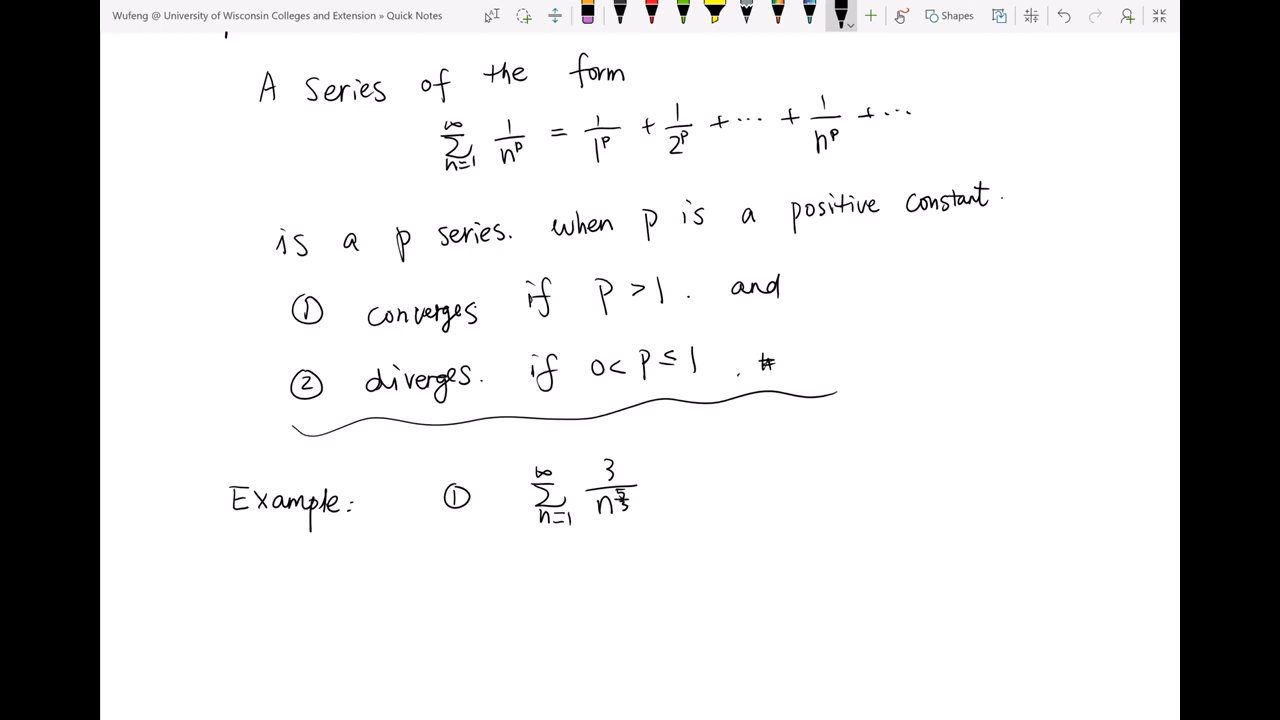 Wufeng @ University of Wisconsin Colleges and Extension » Quick Notes
Shapes
A series of the form
∑_{n=1}^{∞} 1/n^p = 1/1^p + 1/2^p + ... + 1/n^p + ...
is a p series. when p is a positive constant.
① converges if p > 1. and
② diverges. if 0 < p ≤ 1.
Example: ① ∑_{n=1}^{∞} 3/n^{5/3}